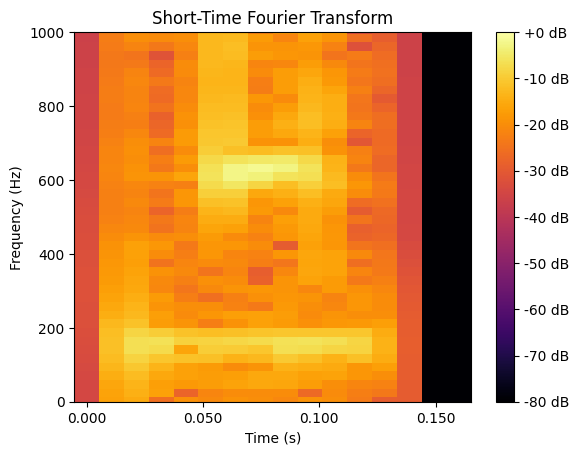 Short-Time Fourier Transform
1000
800
600
400
200
0
Frequency (Hz)
0.000
0.050
0.100
0.150
Time (s)
+0 dB
-10 dB
-20 dB
-30 dB
-40 dB
-50 dB
-60 dB
-70 dB
-80 dB